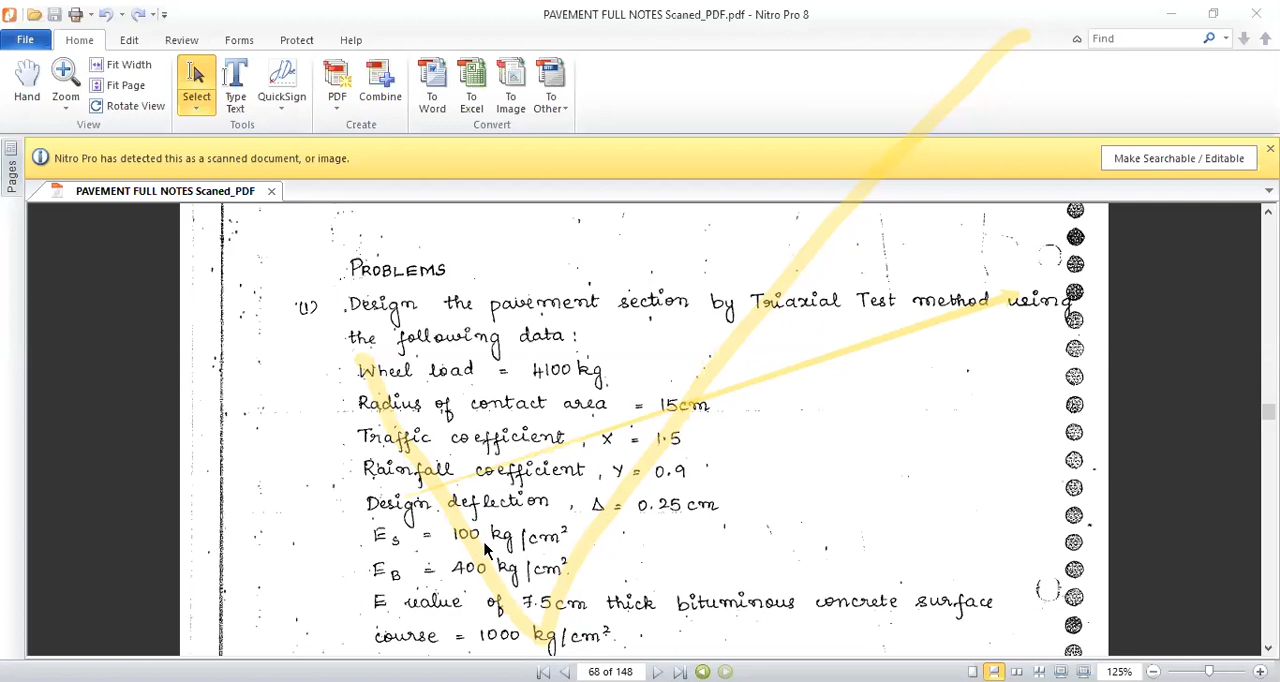 PAVEMENT FULL NOTES Scaned_PDF.pdf - Nitro Pro 8
File Home Edit Review Forms Protect Help Find
Hand
Zoom
Fit Width
Fit Page
Rotate View
View
Select
Type Text
QuickSign
Tools
PDF
Combine
Create
To Word
To Excel
To Image
To Other
Convert
Nitro Pro has detected this as a scanned document, or image.
Make Searchable / Editable
Pages
PAVEMENT FULL NOTES Scaned_PDF
PROBLEMS
(1) Design the pavement section by Triaxial Test method using
the following data:
Wheel load = 4100 kg
Radius of contact area = 15cm
Traffic coefficient, X = 1.5
Rainfall coefficient, Y = 0.9
Design deflection, Δ = 0.25 cm
Es = 100 kg/cm²
EB = 400 kg/cm²
E value of 7.5cm thick bituminous concrete surface
course = 1000 kg/cm².
68 of 148
125%